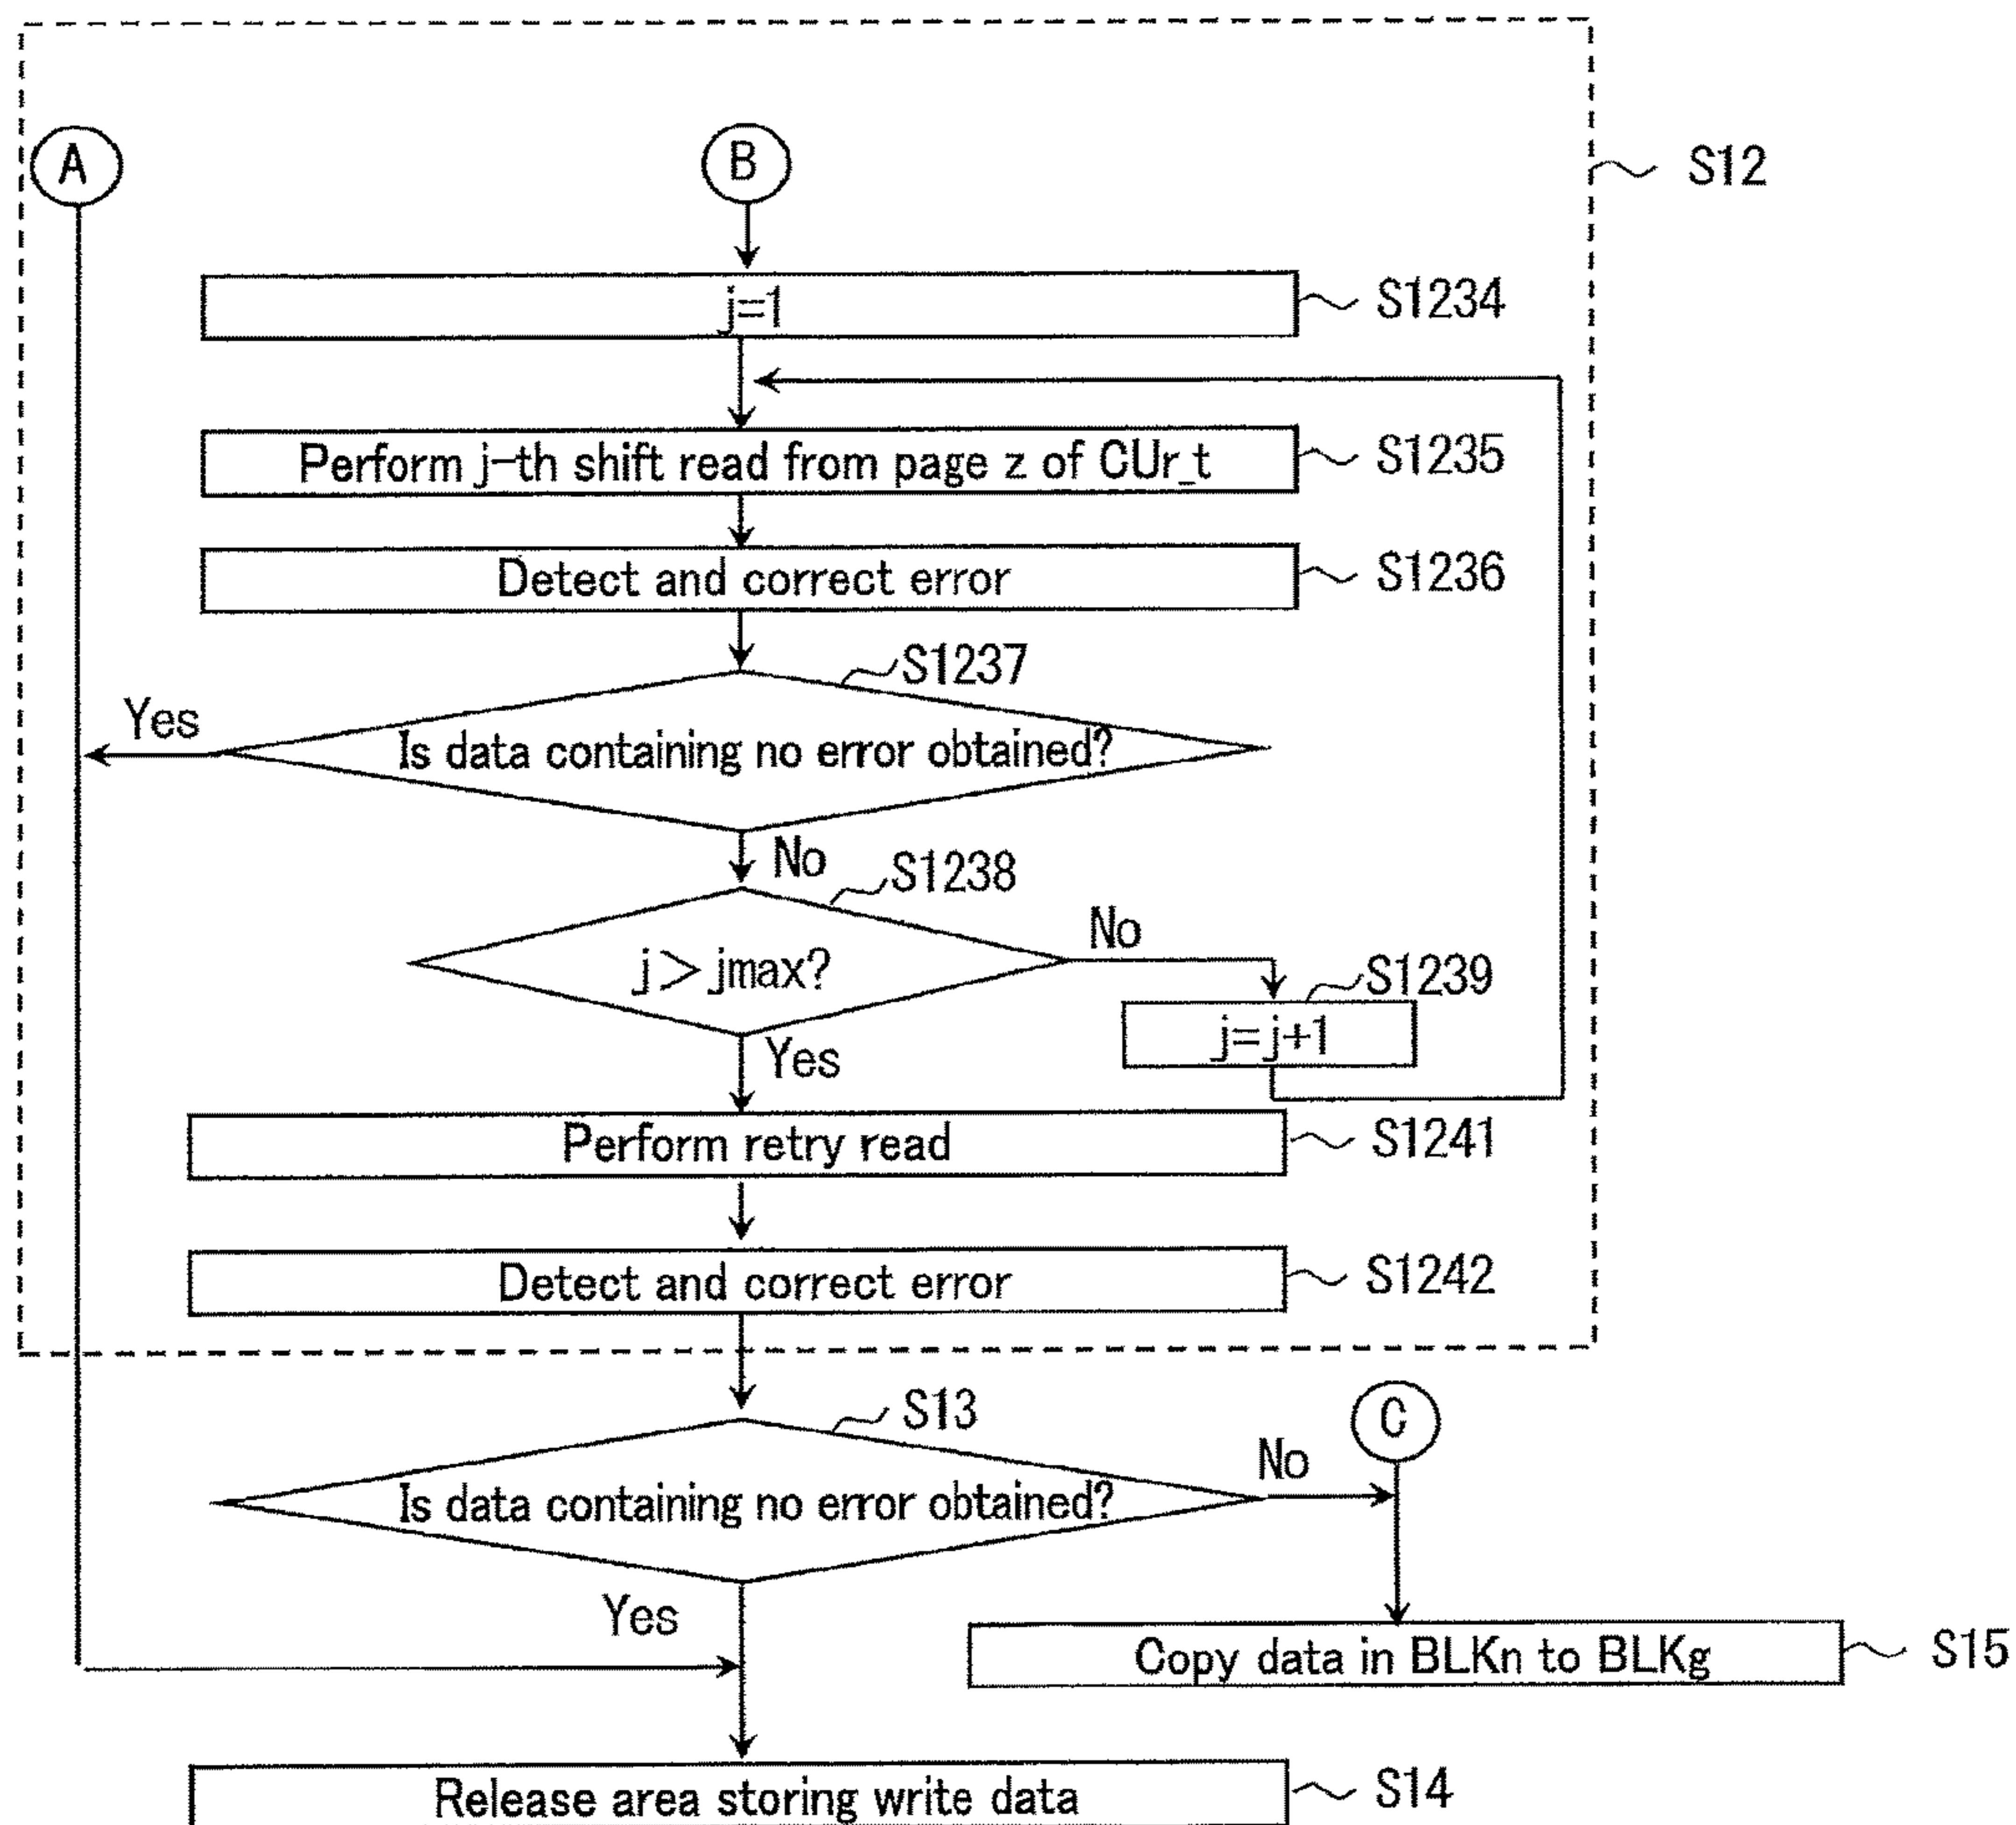 A
B
S12
j=1
S1234
Perform j-th shift read from page z of CUr_t
S1235
Detect and correct error
S1236
S1237
Yes
Is data containing no error obtained?
No
S1238
j>jmax?
No
S1239
j=j+1
Yes
Perform retry read
S1241
Detect and correct error
S1242
S13
C
Is data containing no error obtained?
No
Yes
Copy data in BLKn to BLKg
S15
Release area storing write data
S14